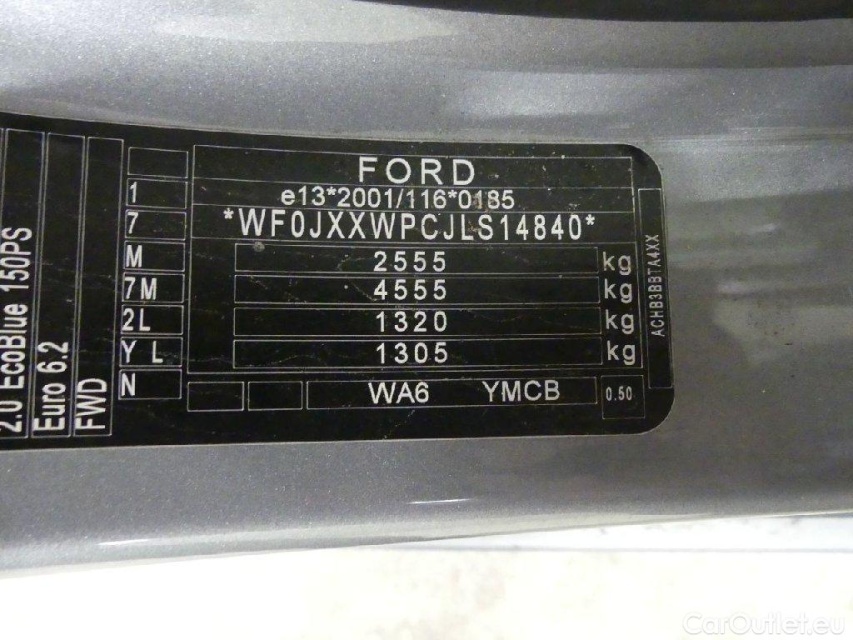 FORD
e13*2001/116*0185
*WF0JXXWPCJLS14840*
1
7
M 2555 kg
7M 4555 kg
2L 1320 kg
YL 1305 kg
N WA6 YMCB 0.50
2.0 EcoBlue 150PS
Euro 6.2
FWD
ACHB3BBTA4XX
CarOutlet.eu